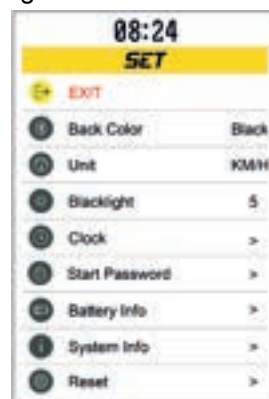 08:24
SET
EXIT
Back Color Black
Unit KM/H
Blacklight 5
Clock >
Start Password >
Battery Info >
System Info >
Reset >